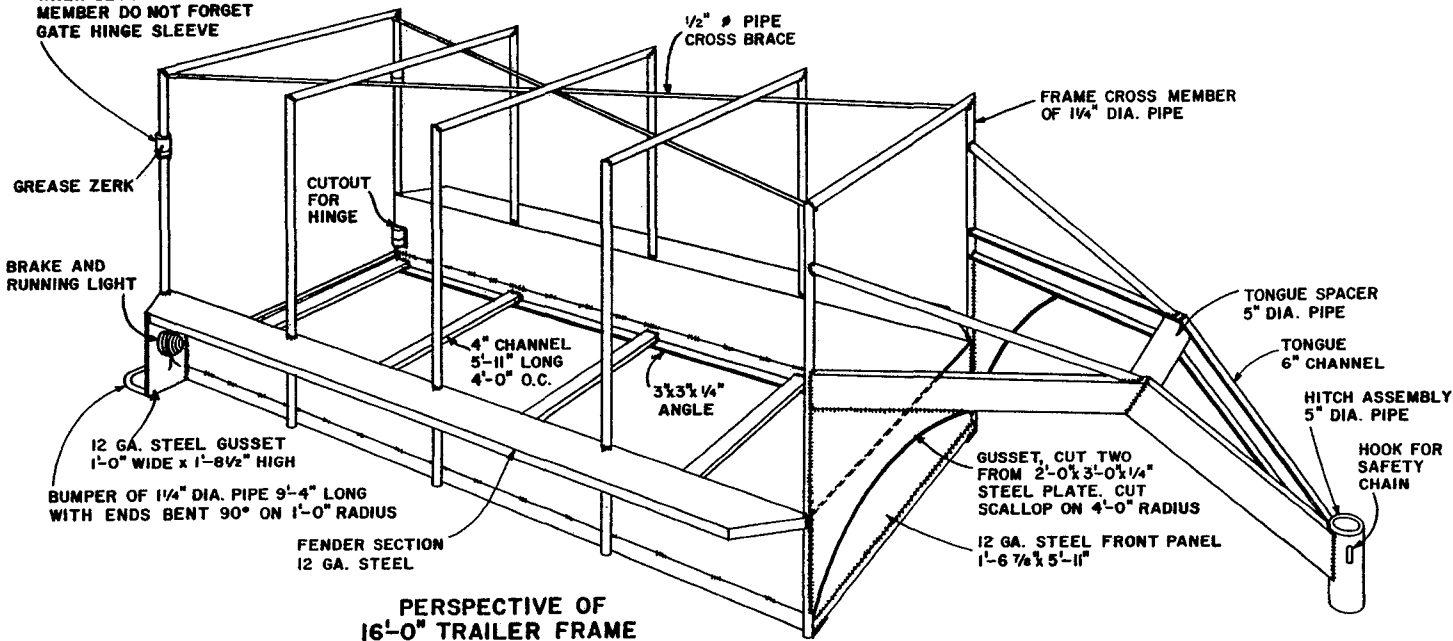 MEMBER DO NOT FORGET
GATE HINGE SLEEVE
1/2" ø PIPE
CROSS BRACE
FRAME CROSS MEMBER
OF 1 1/4" DIA. PIPE
GREASE ZERK
CUTOUT
FOR
HINGE
BRAKE AND
RUNNING LIGHT
TONGUE SPACER
5" DIA. PIPE
4" CHANNEL
5'-11" LONG
4'-0" O.C.
3"x3"x1/4"
ANGLE
TONGUE
6" CHANNEL
HITCH ASSEMBLY
5" DIA. PIPE
12 GA. STEEL GUSSET
1'-0" WIDE x 1'-8 1/2" HIGH
HOOK FOR
SAFETY
CHAIN
GUSSET, CUT TWO
FROM 2'-0"x 3'-0"x 1/4"
STEEL PLATE. CUT
SCALLOP ON 4'-0" RADIUS
BUMPER OF 1 1/4" DIA. PIPE 9'-4" LONG
WITH ENDS BENT 90° ON 1'-0" RADIUS
FENDER SECTION
12 GA. STEEL
12 GA. STEEL FRONT PANEL
1'-6 7/8" x 5'-11"
PERSPECTIVE OF
16'-0" TRAILER FRAME